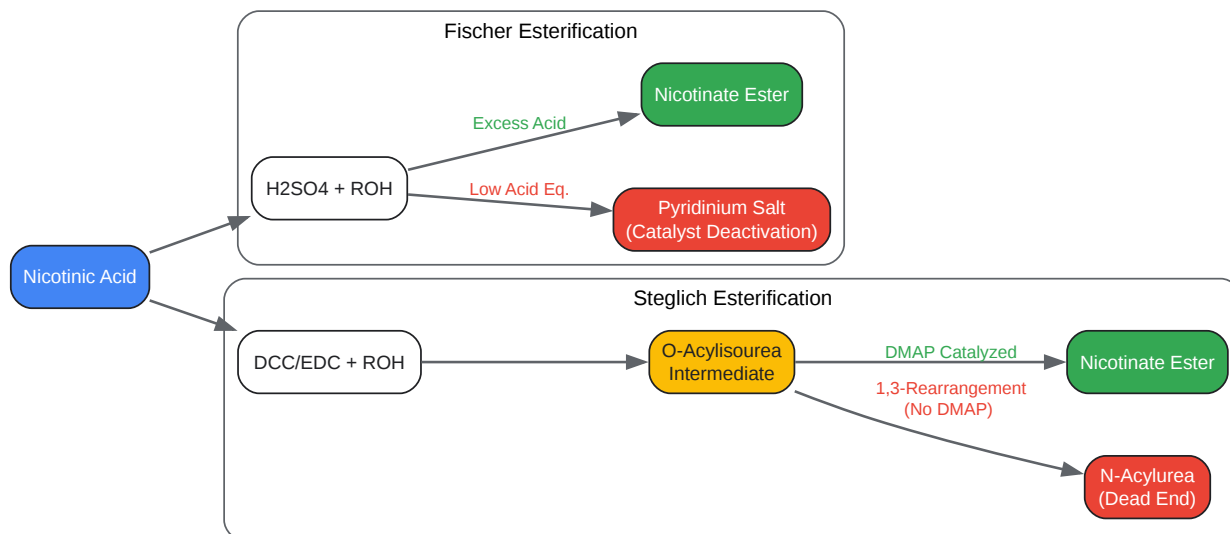 Fischer Esterification
Nicotinate Ester
Excess Acid
H2SO4 + ROH
Low Acid Eq.
Pyridinium Salt
(Catalyst Deactivation)
Nicotinic Acid
Steglich Esterification
DCC/EDC + ROH
O-Acylisourea
Intermediate
DMAP Catalyzed
Nicotinate Ester
1,3-Rearrangement
(No DMAP)
N-Acylurea
(Dead End)